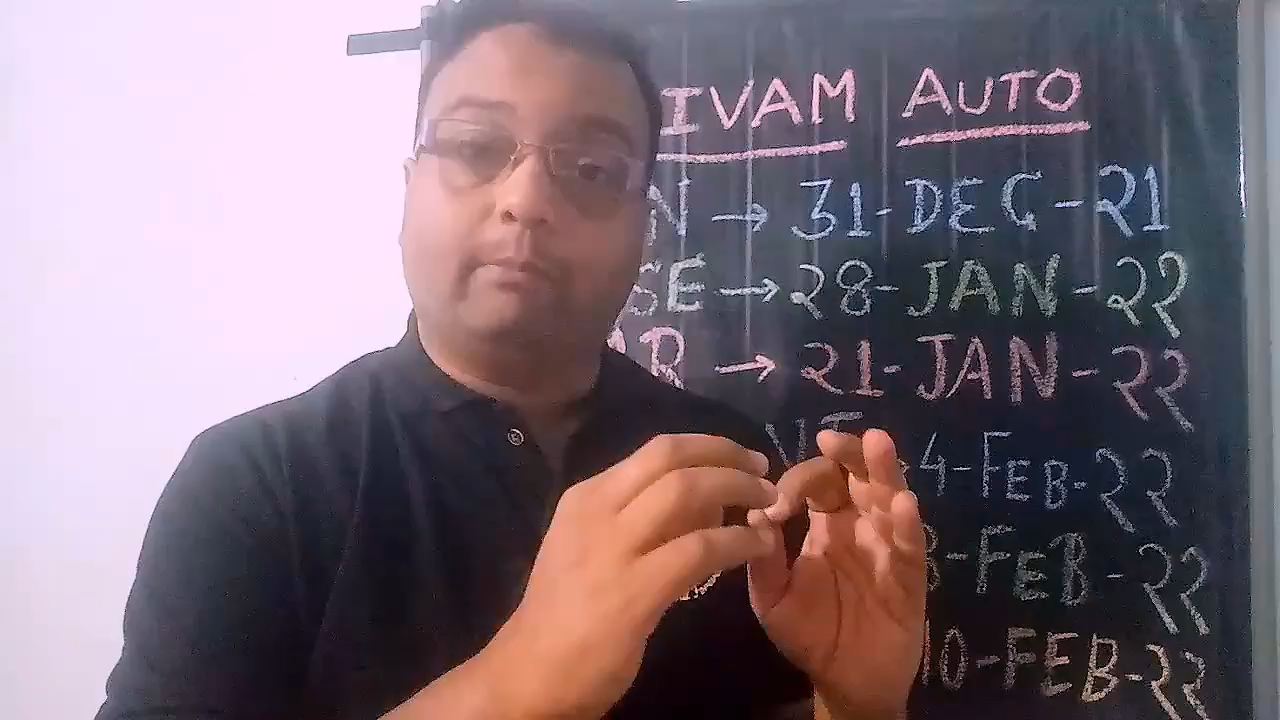 IVAM AUTO
N → 31-DEC-21
SE → 28-JAN-22
AR → 21-JAN-22
4-FEB-22
-FEB-22
10-FEB-22